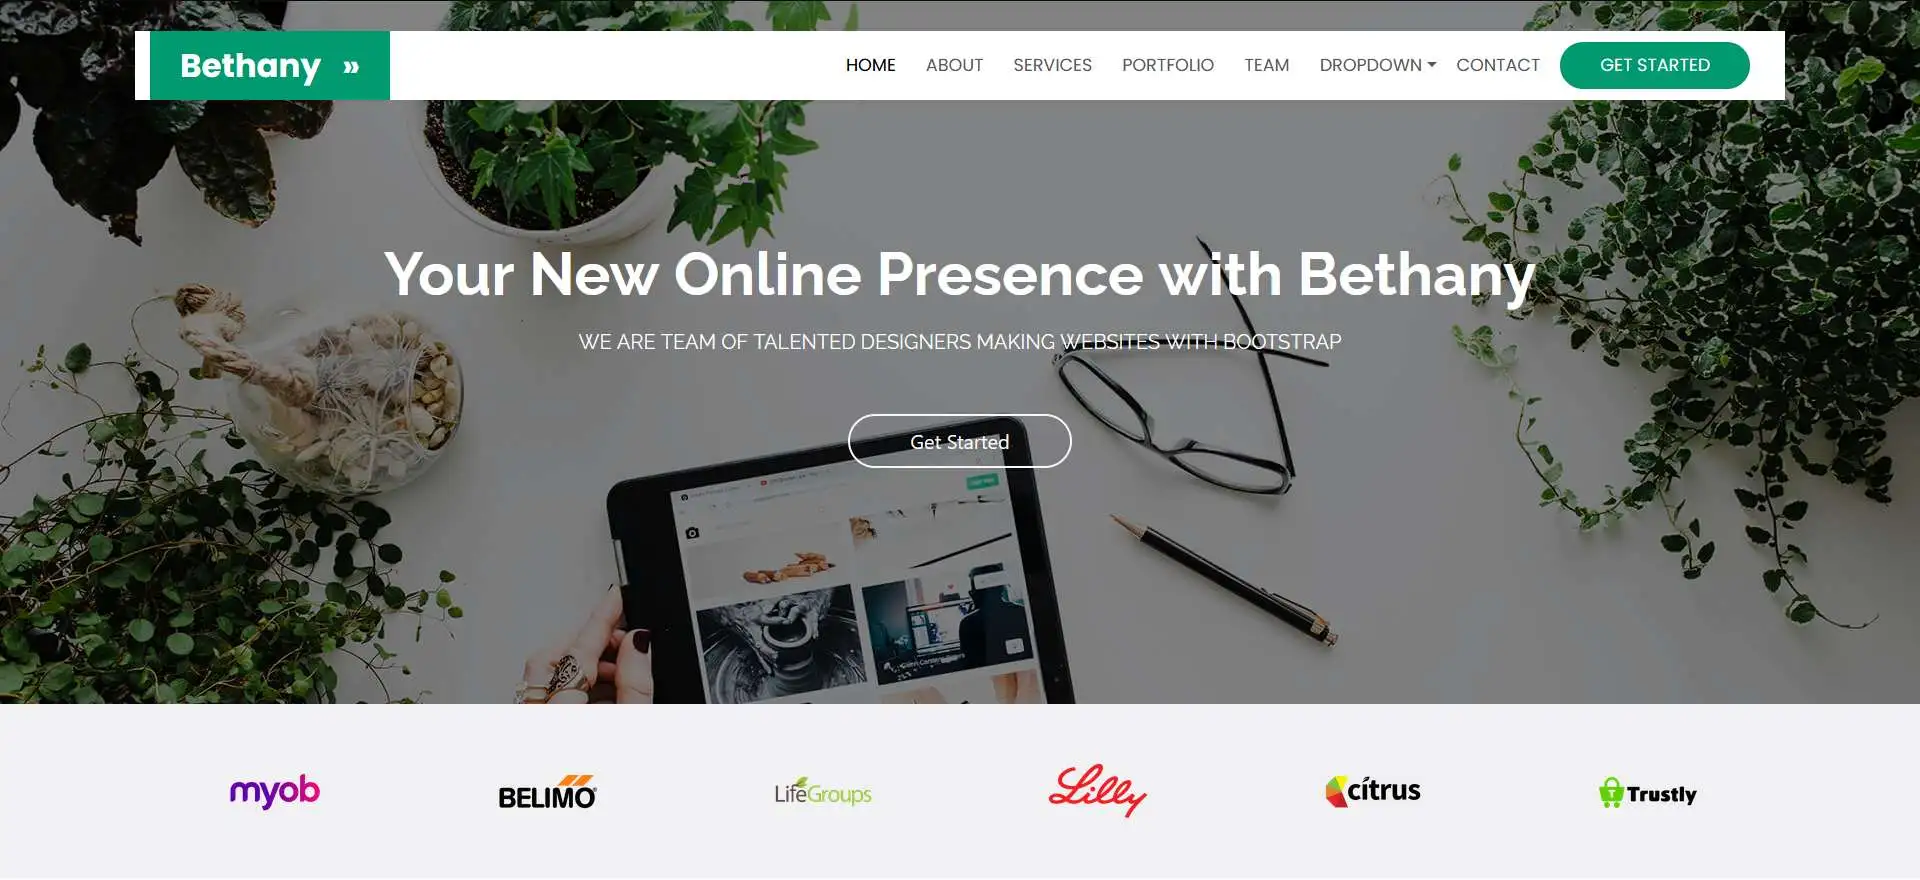 Bethany »
HOME ABOUT SERVICES PORTFOLIO TEAM DROPDOWN CONTACT GET STARTED
Your New Online Presence with Bethany
WE ARE TEAM OF TALENTED DESIGNERS MAKING WEBSITES WITH BOOTSTRAP
Get Started
myob BELIMO® LifeGroups Lilly citrus Trustly